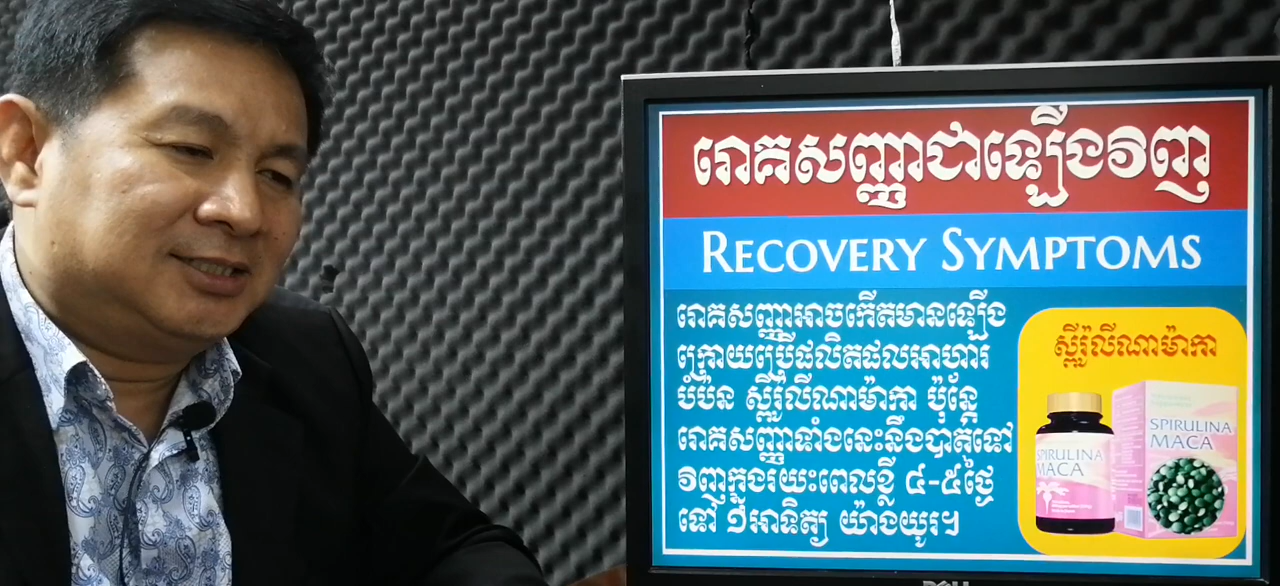 រោគសញ្ញាជាឡើងវិញ
RECOVERY SYMPTOMS
រោគសញ្ញាអាចកើតមានឡើង
ក្រោយប្រើផលិតផលអាហារ
បំប៉ន ស្ពីរ៉ូលីណាម៉ាកា ប៉ុន្តែ
រោគសញ្ញាទាំងនេះនឹងបាត់ទៅ
វិញក្នុងរយះពេលខ្លី ៤-៥ថ្ងៃ
ទៅ ១អាទិត្យ យ៉ាងយូរ។
ស្ពីរ៉ូលីណាម៉ាកា
SPIRULINA
MACA
SPIRULINA
MACA